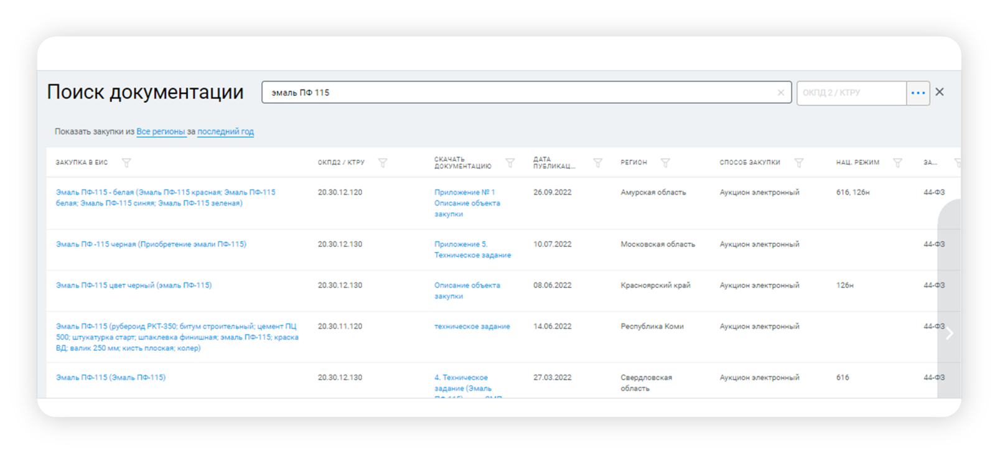 Поиск документации
эмаль ПФ 115
ОКПД 2 / КТРУ
Показать закупки из Все регионы за последний год
ЗАКУПКА В ЕИС
ОКПД2 / КТРУ
СКАЧАТЬ
ДОКУМЕНТАЦИЮ
ДАТА
ПУБЛИКАЦ...
РЕГИОН
СПОСОБ ЗАКУПКИ
НАЦ. РЕЖИМ
ЗА...
Эмаль ПФ-115 - белая (Эмаль ПФ-115 красная; Эмаль ПФ-115
белая; Эмаль ПФ-115 синяя; Эмаль ПФ-115 зеленая)
20.30.12.120
Приложение № 1
Описание объекта
закупки
26.09.2022
Амурская область
Аукцион электронный
616, 126н
44-ФЗ
Эмаль ПФ -115 черная (Приобретение эмали ПФ-115)
20.30.12.130
Приложение 5.
Техническое задание
10.07.2022
Московская область
Аукцион электронный
44-ФЗ
Эмаль ПФ-115 цвет черный (эмаль ПФ-115)
20.30.12.130
Описание объекта
закупки
08.06.2022
Красноярский край
Аукцион электронный
126н
44-ФЗ
Эмаль ПФ-115 (рубероид РКТ-350; битум строительный; цемент ПЦ
500; штукатурка старт; шпаклевка финишная; эмаль ПФ-115; краска
ВД; валик 250 мм; кисть плоская; колер)
20.30.11.120
техническое задание
14.06.2022
Республика Коми
Аукцион электронный
44-ФЗ
Эмаль ПФ-115 (Эмаль ПФ-115)
20.30.12.130
4. Техническое
задание (Эмаль
27.03.2022
Свердловская
область
Аукцион электронный
616
44-ФЗ